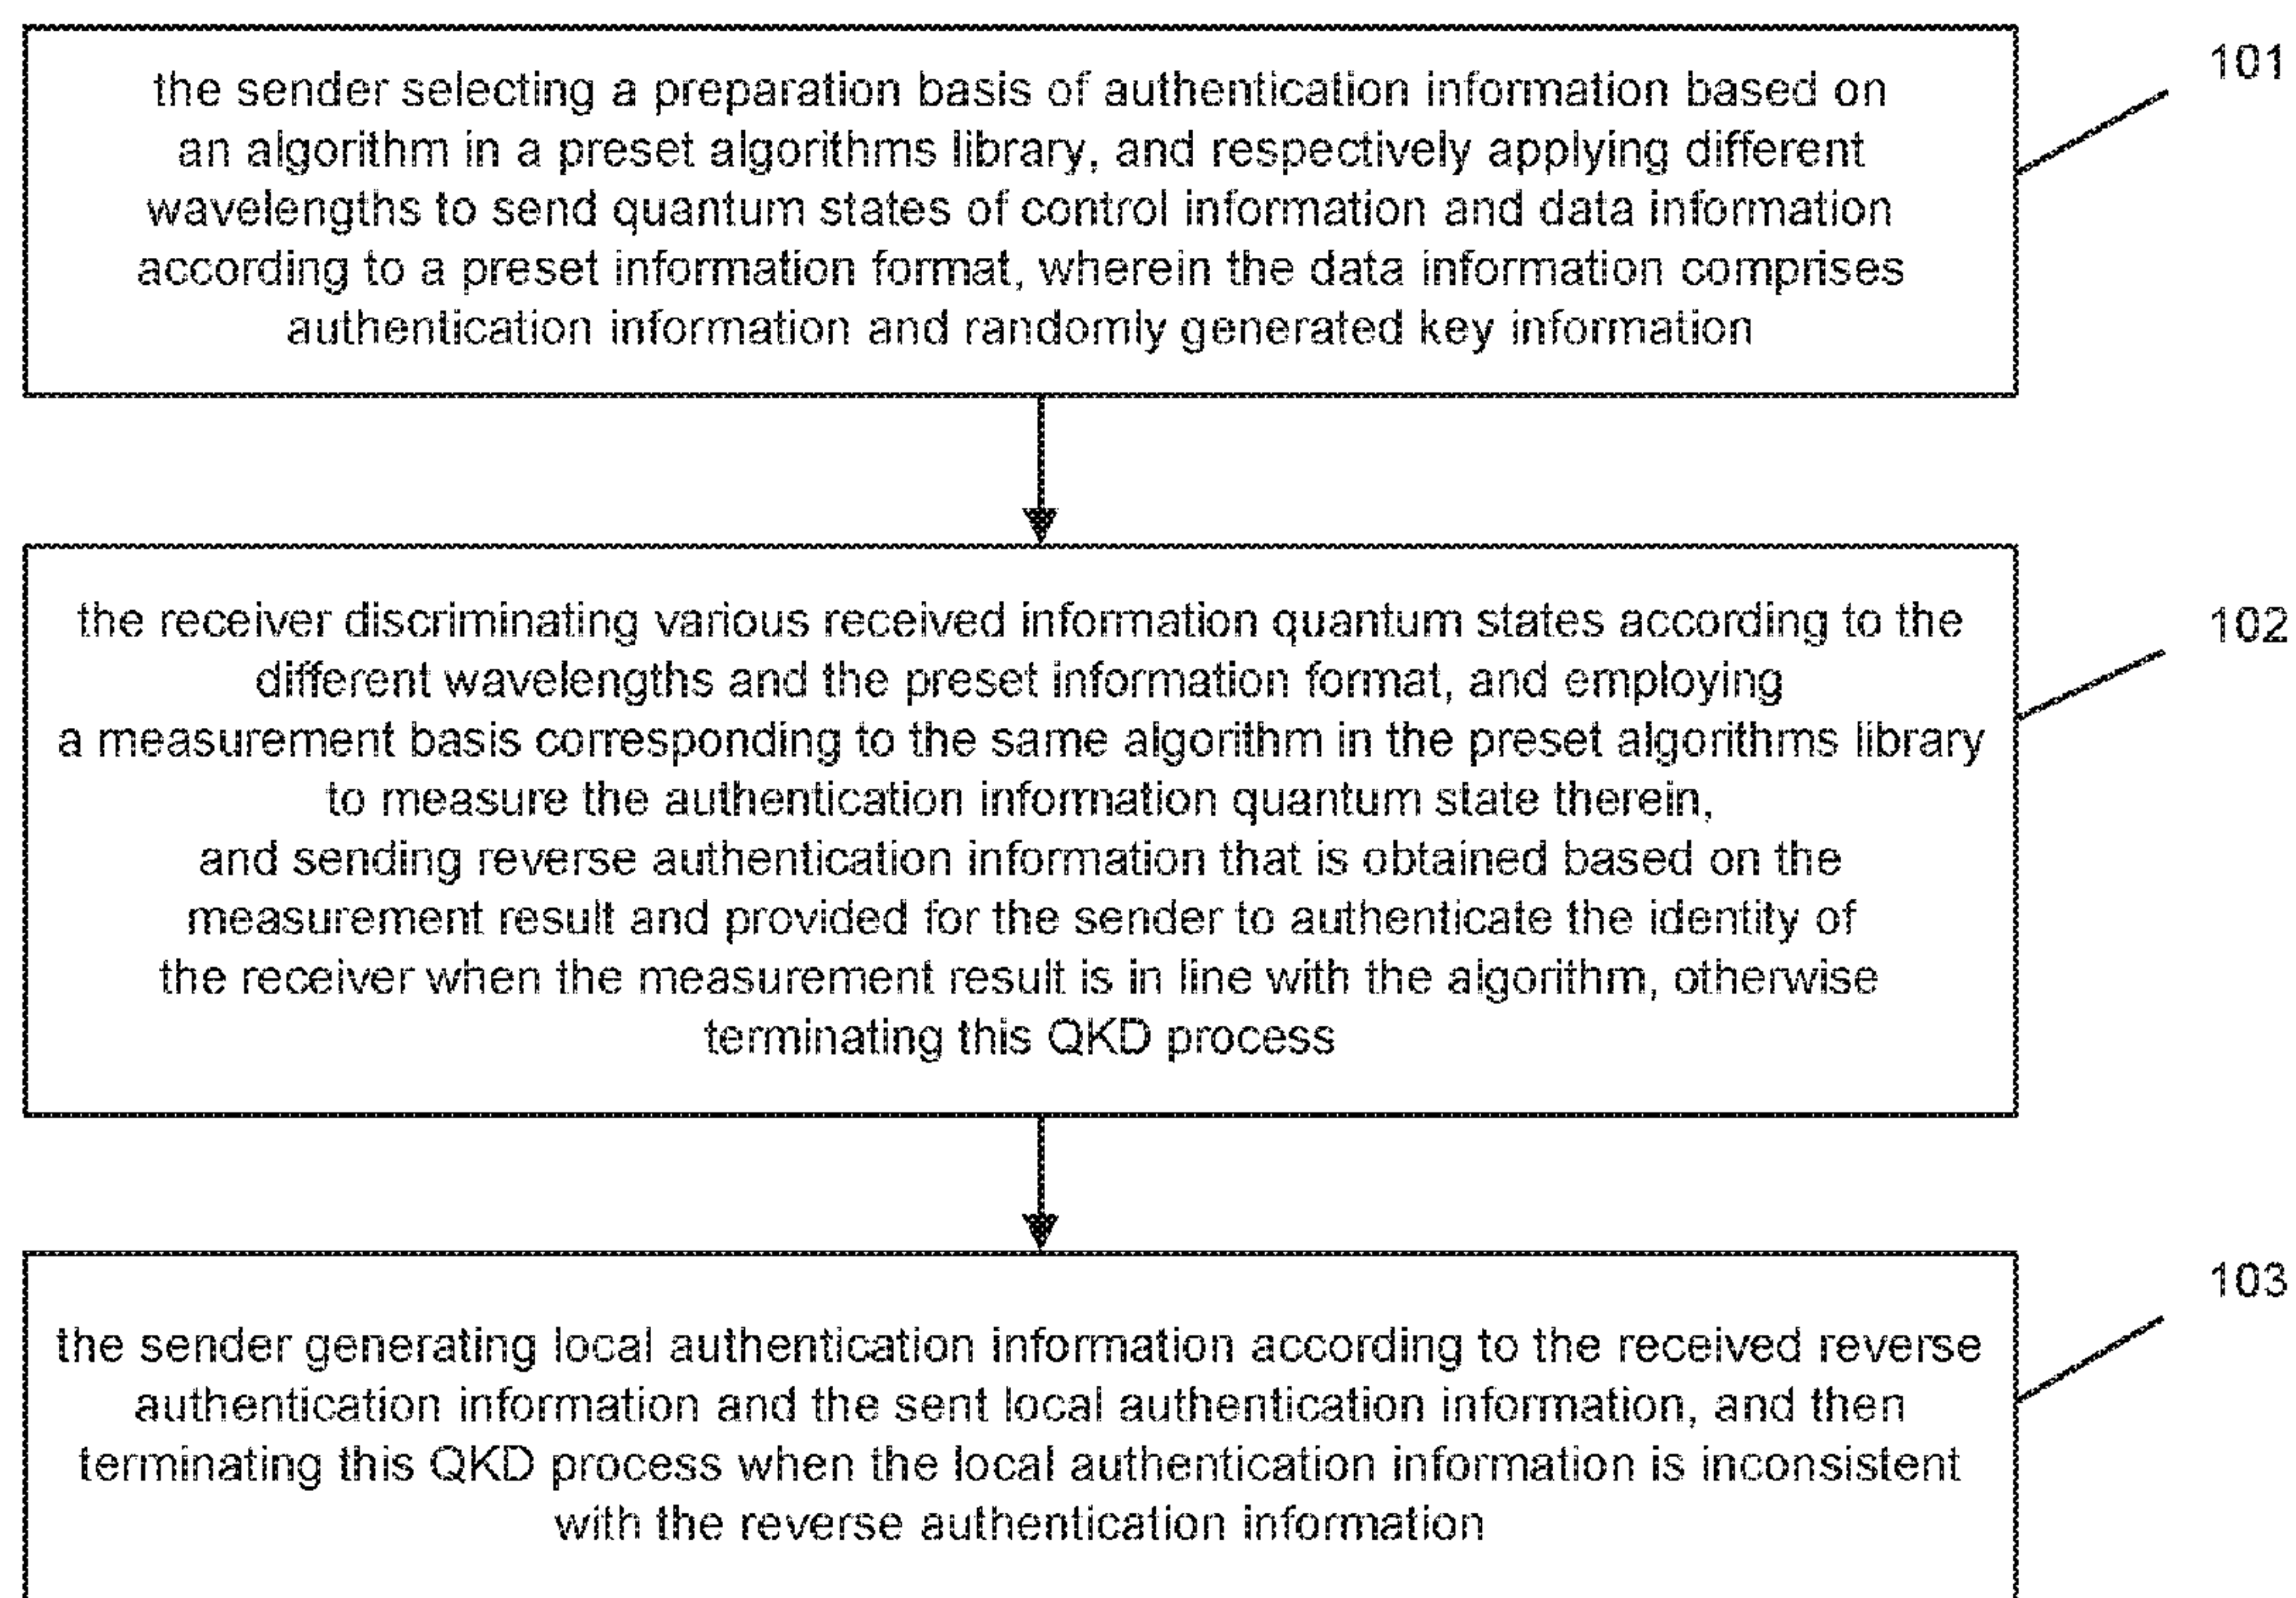 101
the sender selecting a preparation basis of authentication information based on
an algorithm in a preset algorithms library, and respectively applying different
wavelengths to send quantum states of control information and data information
according to a preset information format, wherein the data information comprises
authentication information and randomly generated key information
102
the receiver discriminating various received information quantum states according to the
different wavelengths and the preset information format, and employing
a measurement basis corresponding to the same algorithm in the preset algorithms library
to measure the authentication information quantum state therein,
and sending reverse authentication information that is obtained based on the
measurement result and provided for the sender to authenticate the identity of
the receiver when the measurement result is in line with the algorithm, otherwise
terminating this QKD process
103
the sender generating local authentication information according to the received reverse
authentication information and the sent local authentication information, and then
terminating this QKD process when the local authentication information is inconsistent
with the reverse authentication information